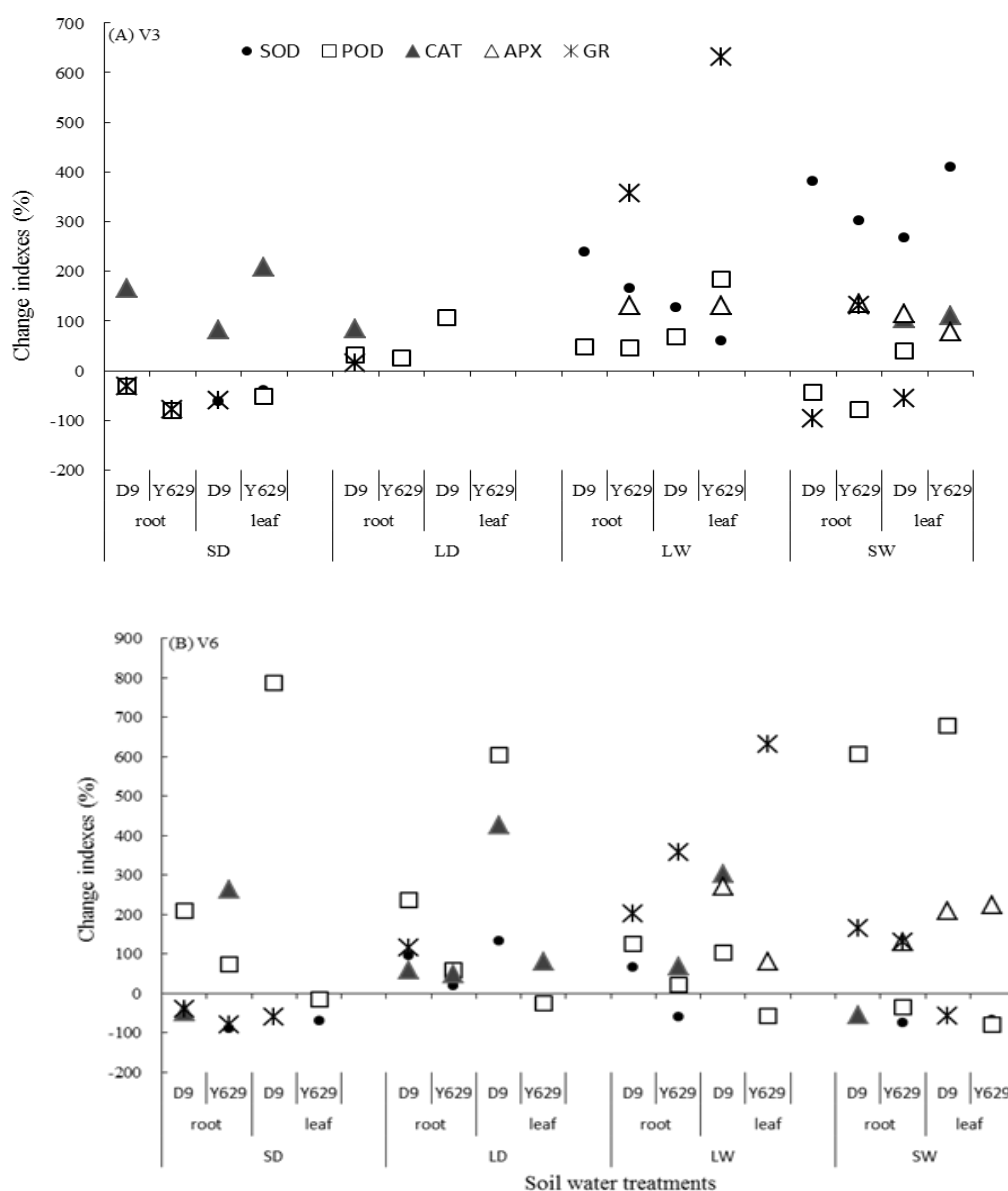 (A) V3
SOD POD CAT APX GR
Change indexes (%)
700
600
500
400
300
200
100
0
-100
-200
D9 Y629 D9 Y629 D9 Y629 D9 Y629 D9 Y629 D9 Y629 D9 Y629 D9 Y629
root leaf root leaf root leaf root leaf
SD LD LW SW
(B) V6
Change indexes (%)
900
800
700
600
500
400
300
200
100
0
-100
-200
D9 Y629 D9 Y629 D9 Y629 D9 Y629 D9 Y629 D9 Y629 D9 Y629 D9 Y629
root leaf root leaf root leaf root leaf
SD LD LW SW
Soil water treatments